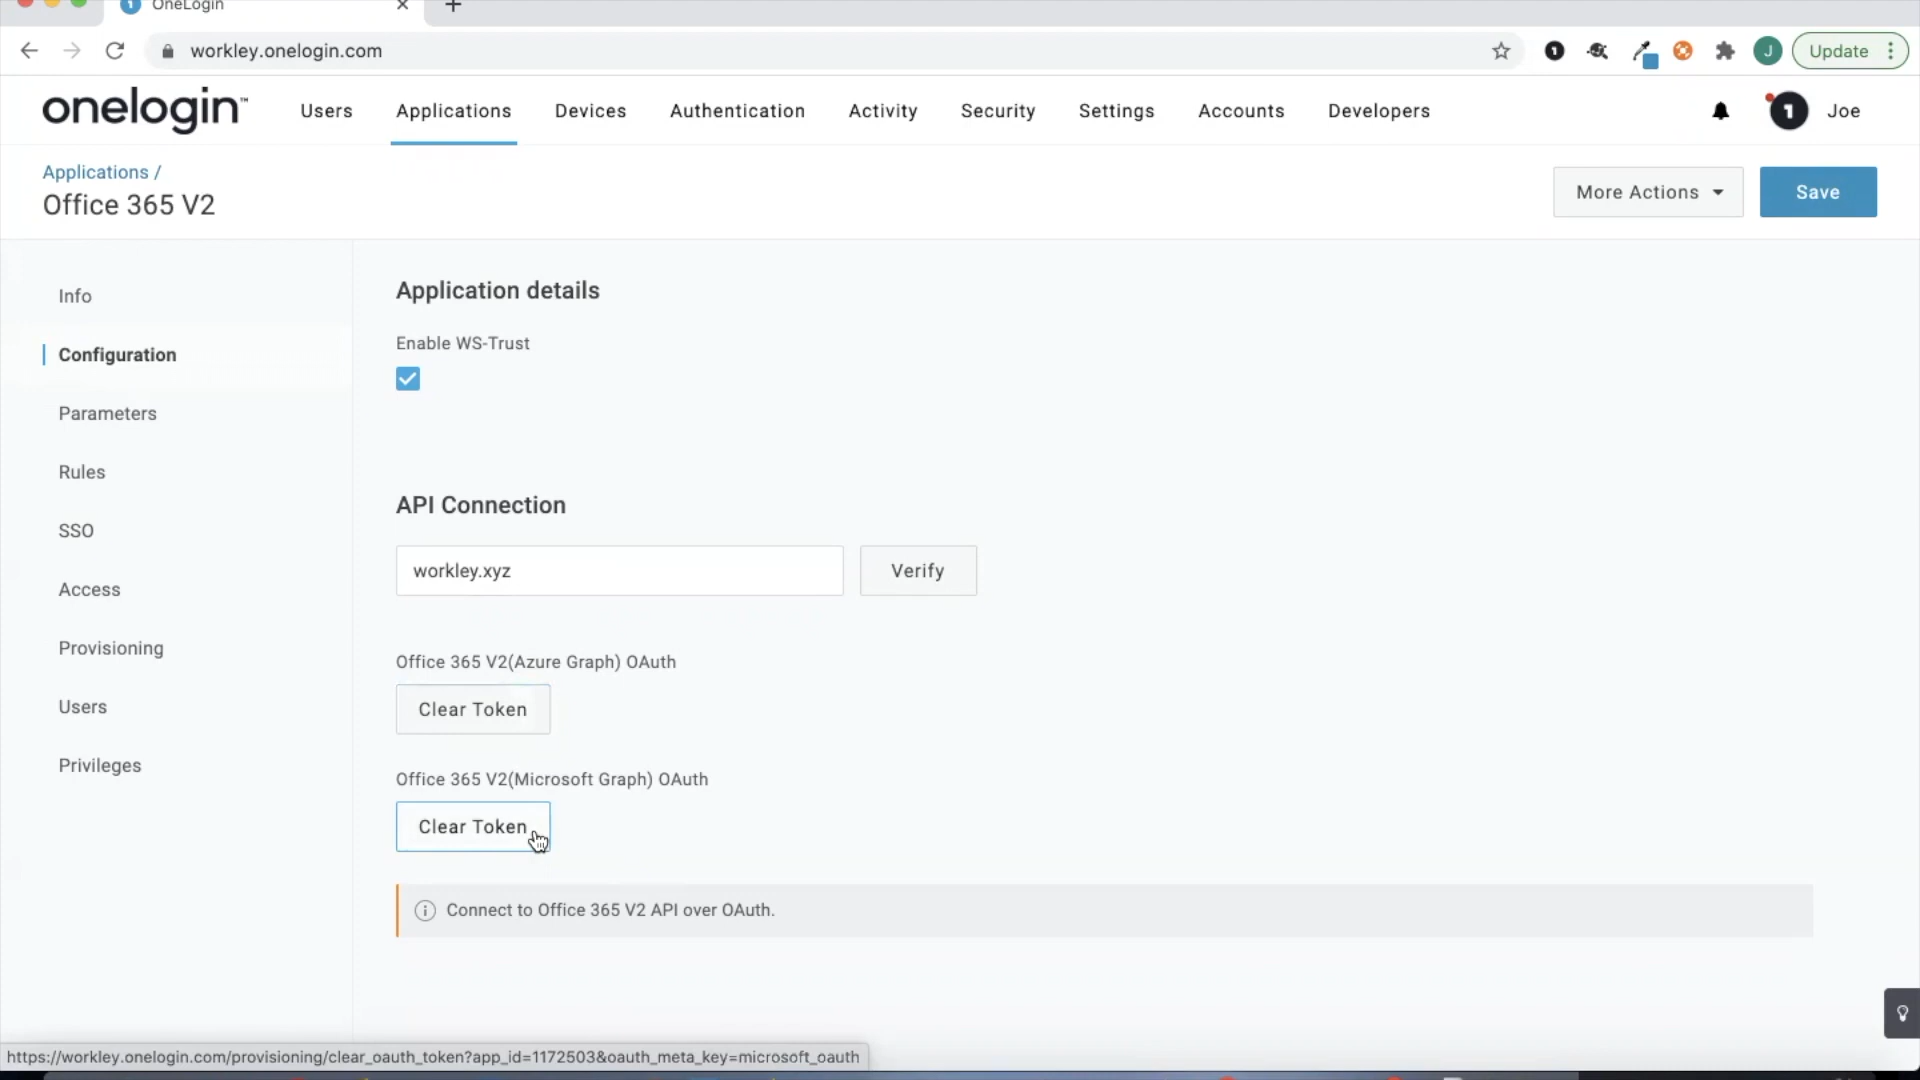 OneLogin
workley.onelogin.com
J
Update
onelogin™
Users
Applications
Devices
Authentication
Activity
Security
Settings
Accounts
Developers
Joe
Applications /
Office 365 V2
More Actions
Save
Info
Configuration
Parameters
Rules
SSO
Access
Provisioning
Users
Privileges
Application details
Enable WS-Trust
API Connection
workley.xyz
Verify
Office 365 V2(Azure Graph) OAuth
Clear Token
Office 365 V2(Microsoft Graph) OAuth
Clear Token
Connect to Office 365 V2 API over OAuth.
https://workley.onelogin.com/provisioning/clear_oauth_token?app_id=1172503&oauth_meta_key=microsoft_oauth